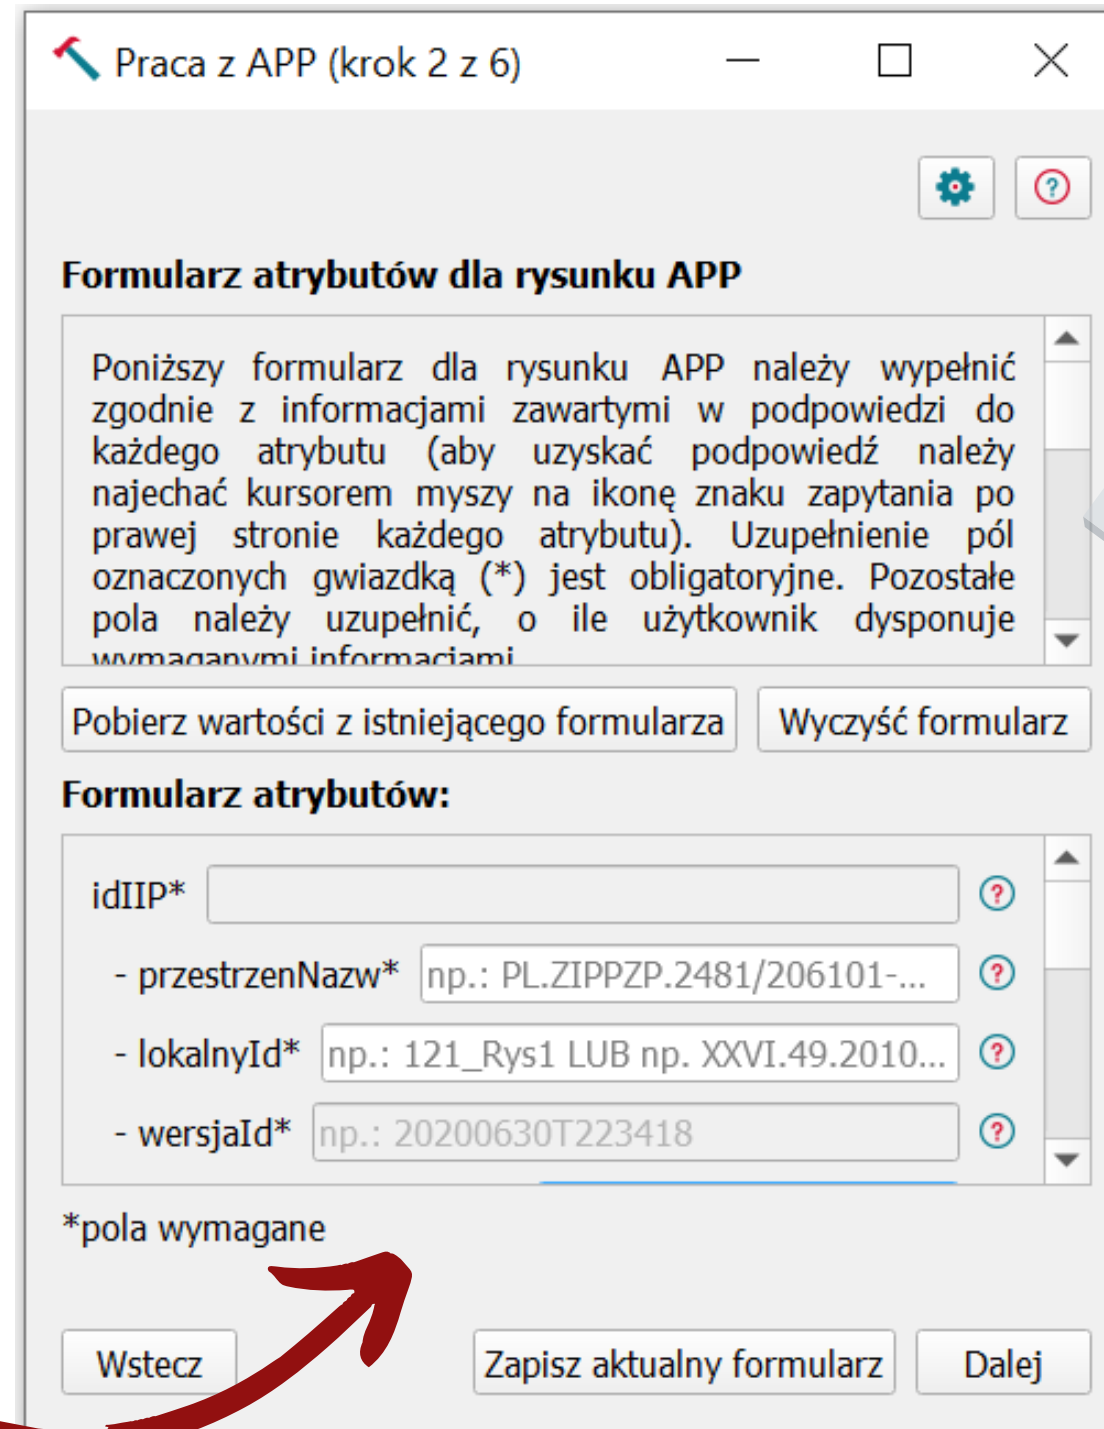 Praca z APP (krok 2 z 6)
Formularz atrybutów dla rysunku APP
Poniższy formularz dla rysunku APP należy wypełnić
zgodnie z informacjami zawartymi w podpowiedzi do
każdego atrybutu (aby uzyskać podpowiedź należy
najechać kursorem myszy na ikonę znaku zapytania po
prawej stronie każdego atrybutu). Uzupełnienie pól
oznaczonych gwiazdką (*) jest obligatoryjne. Pozostałe
pola należy uzupełnić, o ile użytkownik dysponuje
wymaganymi informacjami
Pobierz wartości z istniejącego formularza Wyczyść formularz
Formularz atrybutów:
idIIP* ?
- przestrzenNazw* np.: PL.ZIPPZP.2481/206101-... ?
- lokalnyId* np.: 121_Rys1 LUB np. XXVI.49.2010... ?
- wersjaId* np.: 20200630T223418 ?
*pola wymagane
Wstecz Zapisz aktualny formularz Dalej